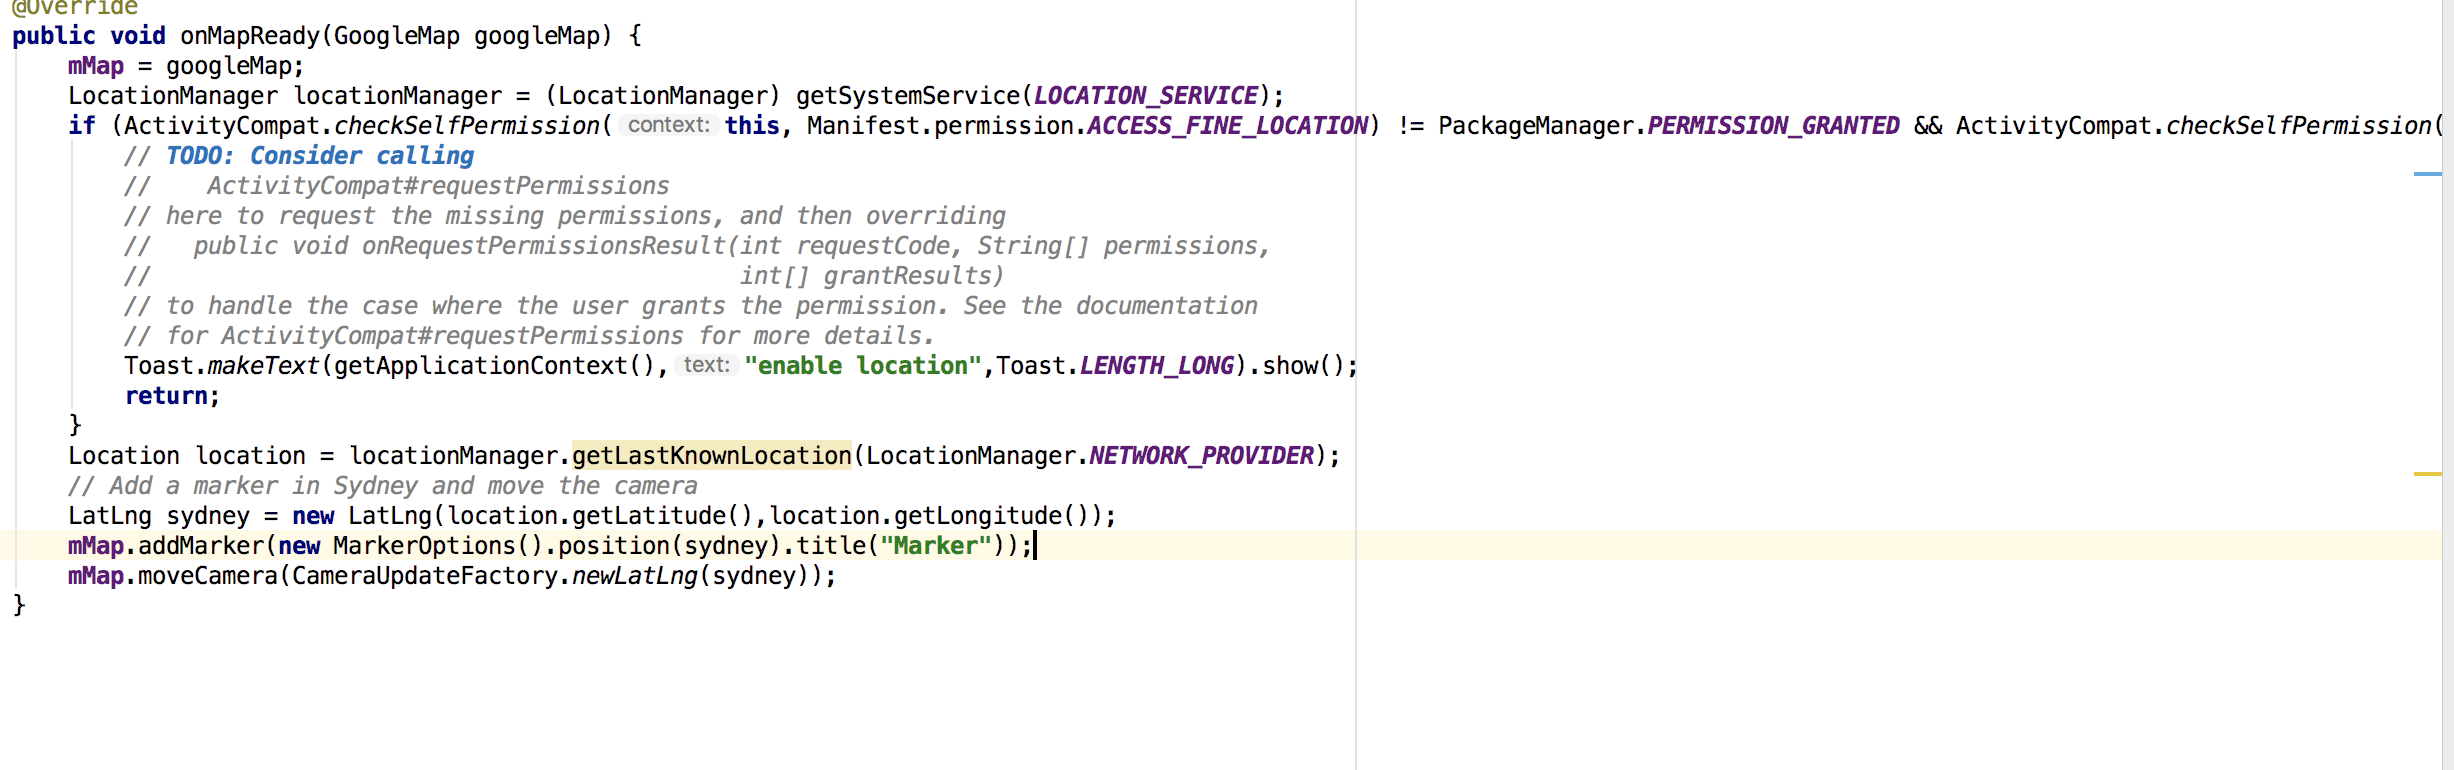 @Override
public void onMapReady(GoogleMap googleMap) {
    mMap = googleMap;
    LocationManager locationManager = (LocationManager) getSystemService(LOCATION_SERVICE);
    if (ActivityCompat.checkSelfPermission( context: this, Manifest.permission.ACCESS_FINE_LOCATION) != PackageManager.PERMISSION_GRANTED && ActivityCompat.checkSelfPermission(
        // TODO: Consider calling
        //    ActivityCompat#requestPermissions
        // here to request the missing permissions, and then overriding
        //   public void onRequestPermissionsResult(int requestCode, String[] permissions,
        //                                          int[] grantResults)
        // to handle the case where the user grants the permission. See the documentation
        // for ActivityCompat#requestPermissions for more details.
        Toast.makeText(getApplicationContext(), text: "enable location",Toast.LENGTH_LONG).show();
        return;
    }
    Location location = locationManager.getLastKnownLocation(LocationManager.NETWORK_PROVIDER);
    // Add a marker in Sydney and move the camera
    LatLng sydney = new LatLng(location.getLatitude(),location.getLongitude());
    mMap.addMarker(new MarkerOptions().position(sydney).title("Marker"));
    mMap.moveCamera(CameraUpdateFactory.newLatLng(sydney));
}